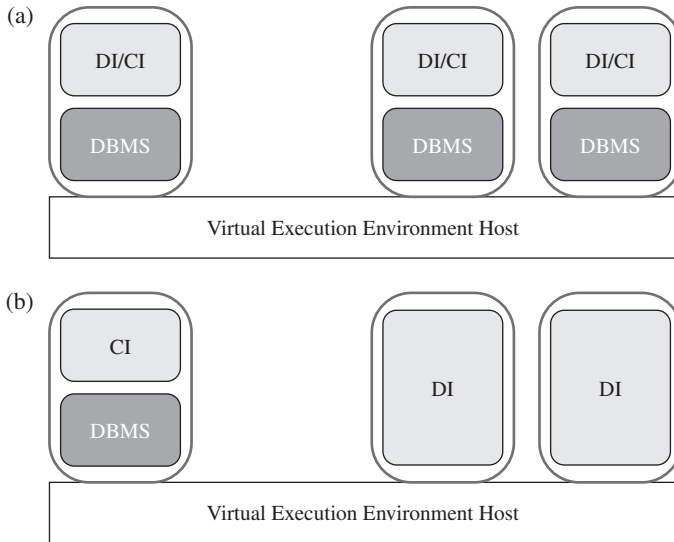 (a)
DI/CI DI/CI DI/CI
DBMS DBMS DBMS
Virtual Execution Environment Host
(b)
CI
DI DI
DBMS
Virtual Execution Environment Host